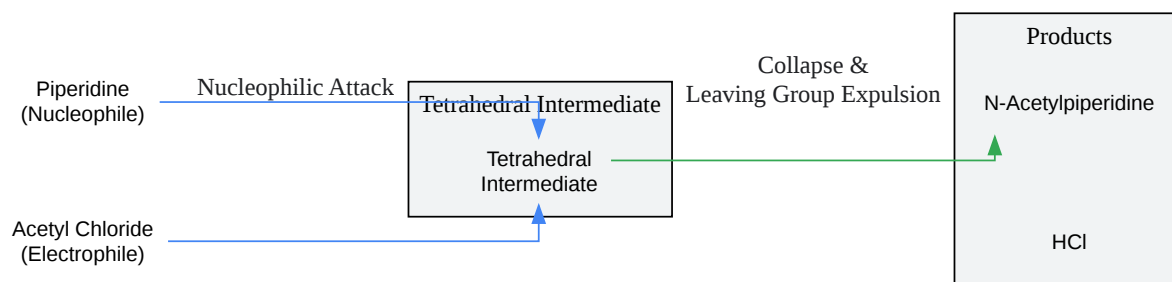 Piperidine
(Nucleophile)
Nucleophilic Attack
Tetrahedral Intermediate
Tetrahedral
Intermediate
Acetyl Chloride
(Electrophile)
Collapse &
Leaving Group Expulsion
Products
N-Acetylpiperidine
HCl